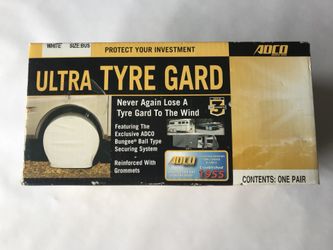 WHITE SIZE:BUS
PROTECT YOUR INVESTMENT
ADCO
ULTRA TYRE GARD
Never Again Lose A
Tyre Gard To The Wind
Featuring The
Exclusive ADCO
Bungee® Ball Type
Securing System
Reinforced With
Grommets
ADCO
Established
1955
CONTENTS: ONE PAIR